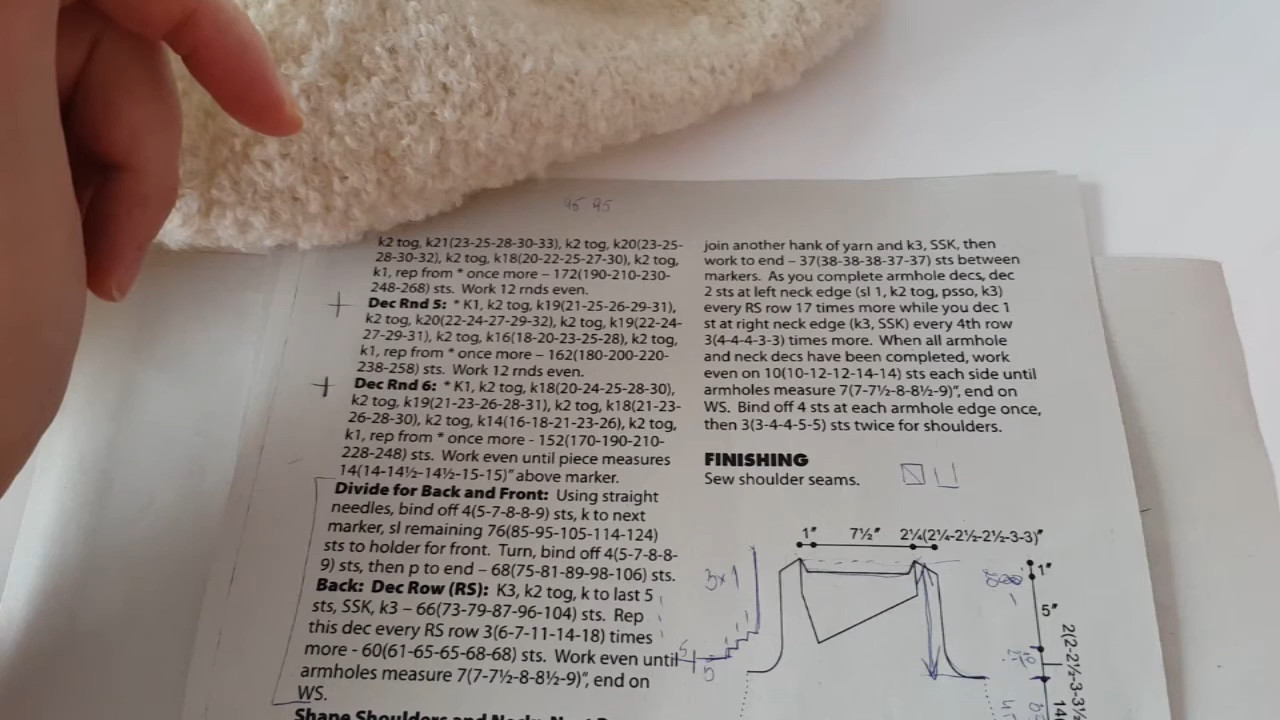 45 95
k2 tog, k21(23-25-28-30-33), k2 tog, k20(23-25-
28-30-32), k2 tog, k18(20-22-25-27-30), k2 tog,
k1, rep from * once more – 172(190-210-230-
248-268) sts. Work 12 rnds even.
Dec Rnd 5: * K1, k2 tog, k19(21-25-26-29-31),
k2 tog, k20(22-24-27-29-32), k2 tog, k19(22-24-
27-29-31), k2 tog, k16(18-20-23-25-28), k2 tog,
k1, rep from * once more – 162(180-200-220-
238-258) sts. Work 12 rnds even.
Dec Rnd 6: * K1, k2 tog, k18(20-24-25-28-30),
k2 tog, k19(21-23-26-28-31), k2 tog, k18(21-23-
26-28-30), k2 tog, k14(16-18-21-23-26), k2 tog,
k1, rep from * once more - 152(170-190-210-
228-248) sts. Work even until piece measures
14(14-14½-14½-15-15)" above marker.
Divide for Back and Front: Using straight
needles, bind off 4(5-7-8-8-9) sts, k to next
marker, sl remaining 76(85-95-105-114-124)
sts to holder for front. Turn, bind off 4(5-7-8-8-
9) sts, then p to end – 68(75-81-89-98-106) sts.
Back: Dec Row (RS): K3, k2 tog, k to last 5
sts, SSK, k3 – 66(73-79-87-96-104) sts. Rep
this dec every RS row 3(6-7-11-14-18) times
more - 60(61-65-65-68-68) sts. Work even until
armholes measure 7(7-7½-8-8½-9)", end on
WS.
Shape Shoulders and Neck:
join another hank of yarn and k3, SSK, then
work to end – 37(38-38-38-37-37) sts between
markers. As you complete armhole decs, dec
2 sts at left neck edge (sl 1, k2 tog, psso, k3)
every RS row 17 times more while you dec 1
st at right neck edge (k3, SSK) every 4th row
3(4-4-4-3-3) times more. When all armhole
and neck decs have been completed, work
even on 10(10-12-12-14-14) sts each side until
armholes measure 7(7-7½-8-8½-9)", end on
WS. Bind off 4 sts at each armhole edge once,
then 3(3-4-4-5-5) sts twice for shoulders.
FINISHING
Sew shoulder seams.
1" 7½" 2¼(2¼-2½-2½-3-3)"
3x1
5
5
1"
5"
2(2-2½-3-3½
14(